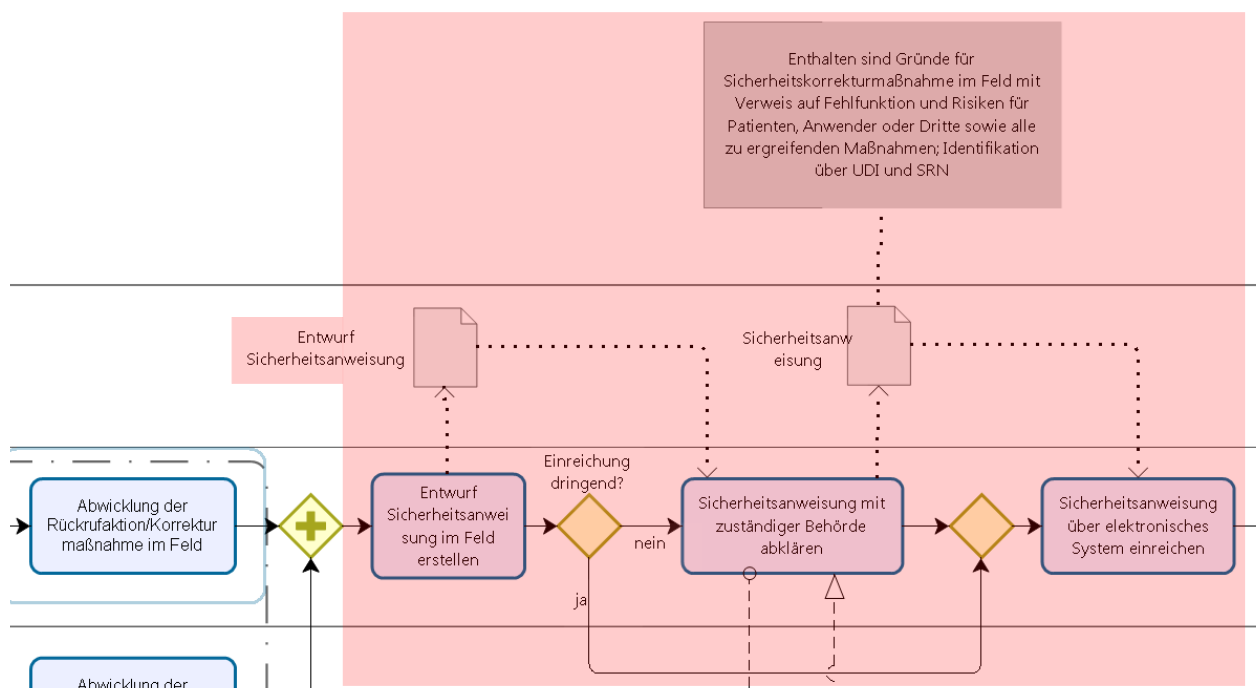 Enthalten sind Gründe für
Sicherheitskorrekturmaßnahme im Feld mit
Verweis auf Fehlfunktion und Risiken für
Patienten, Anwender oder Dritte sowie alle
zu ergreifenden Maßnahmen; Identifikation
über UDI und SRN
Entwurf
Sicherheitsanweisung
Sicherheitsanw
eisung
Abwicklung der
Rückrufaktion/Korrektur
maßnahme im Feld
Entwurf
Sicherheitsanwei
sung im Feld
erstellen
Einreichung
dringend?
nein
ja
Sicherheitsanweisung mit
zuständiger Behörde
abklären
Sicherheitsanweisung
über elektronisches
System einreichen
Abwicklung der